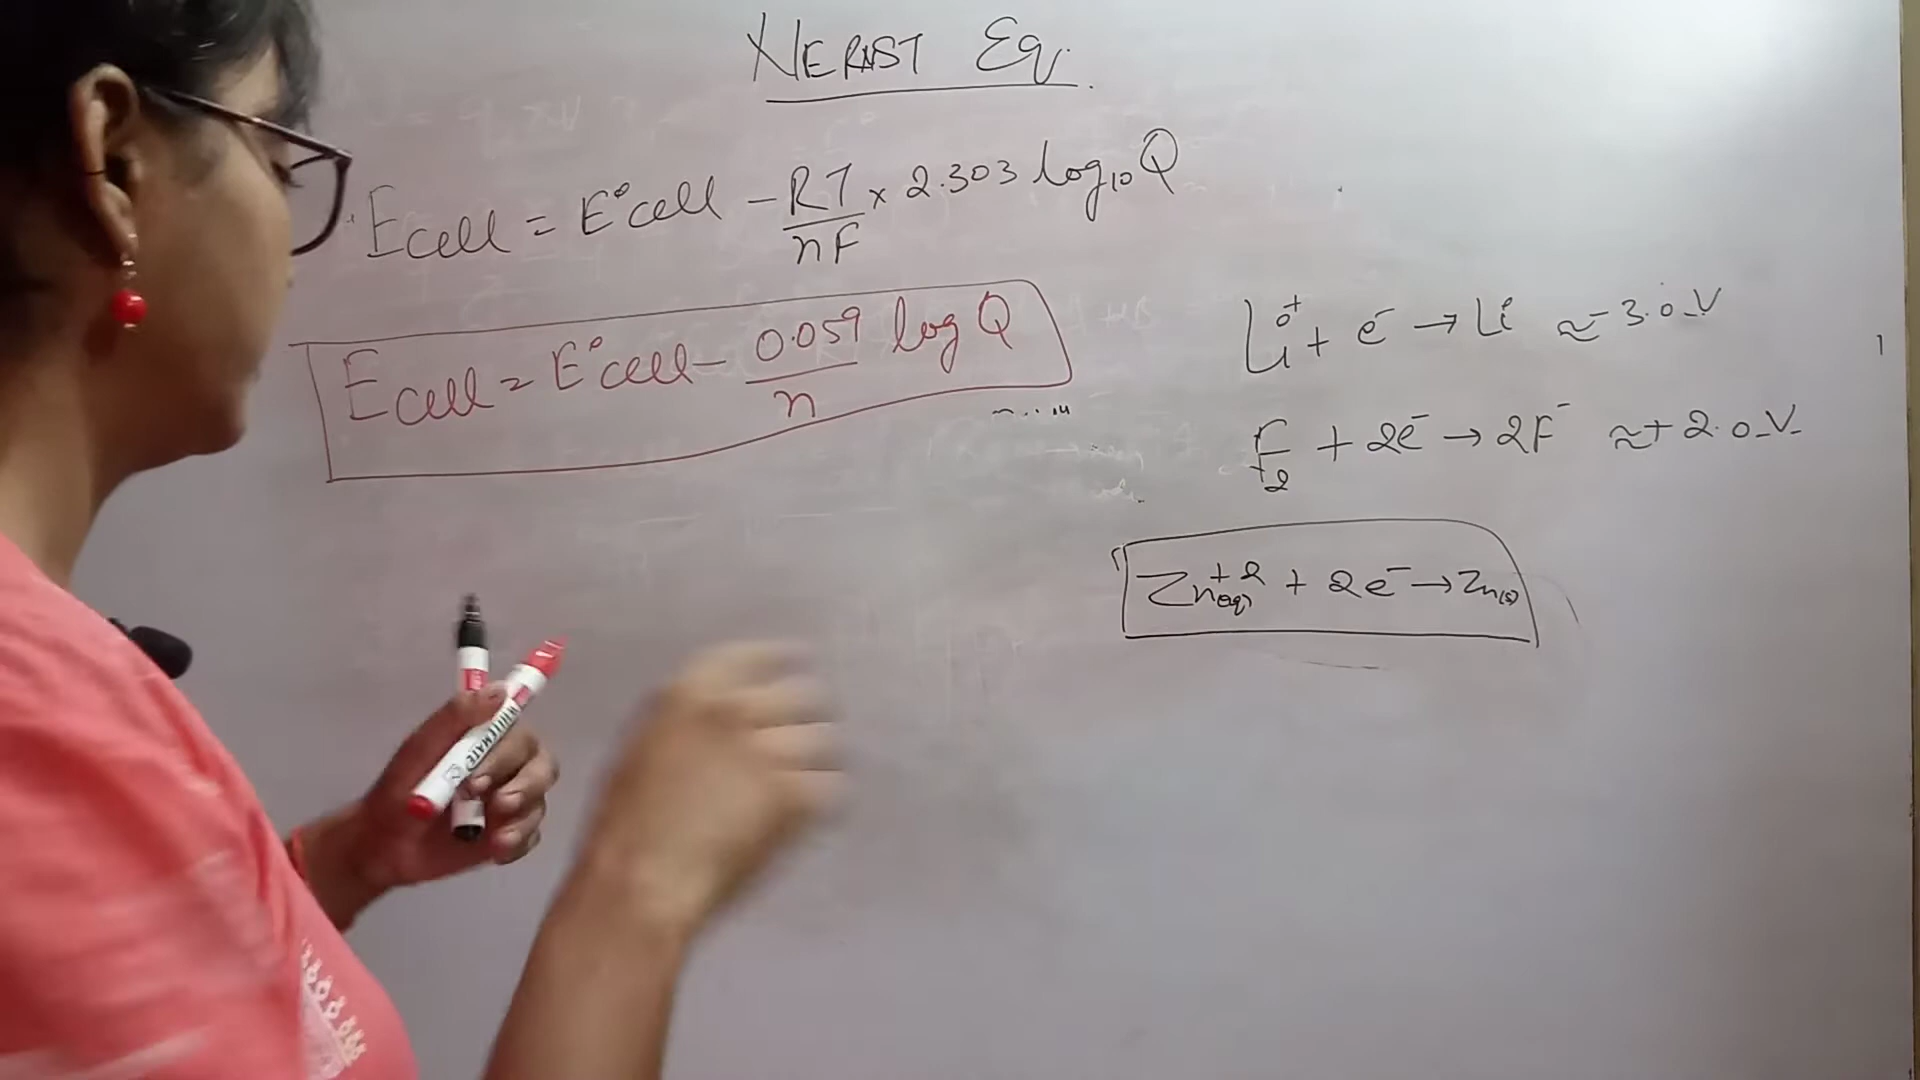 NERNST Eq.
Ecell = E°cell - RT/nF × 2.303 log₁₀ Q
Ecell = E°cell - 0.059/n log Q
Li⁺ + e⁻ → Li ≈ -3.0 V
F₂ + 2e⁻ → 2F⁻ ≈ + 2.0 V
Zn⁺²(aq) + 2e⁻ → Zn(s)
WHITEMATE